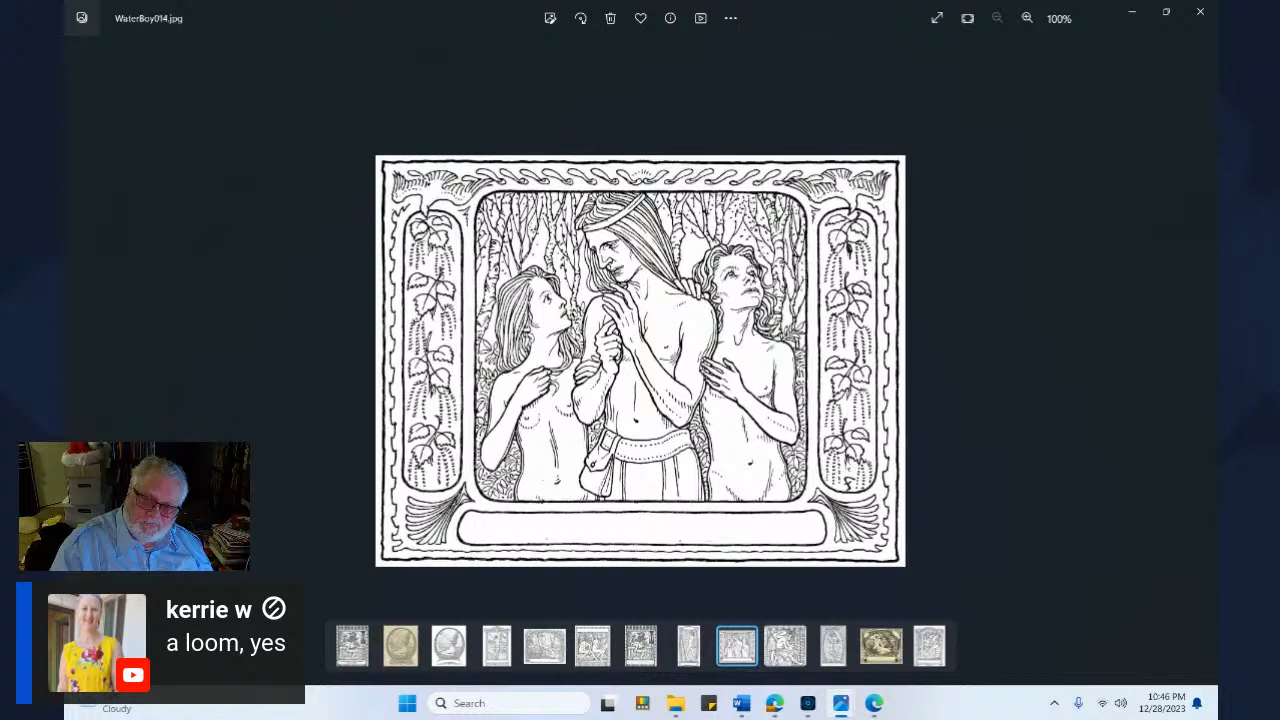 WaterBoy014.jpg
100%
kerrie w
a loom, yes
Cloudy
Search
10:46 PM
12/28/2023